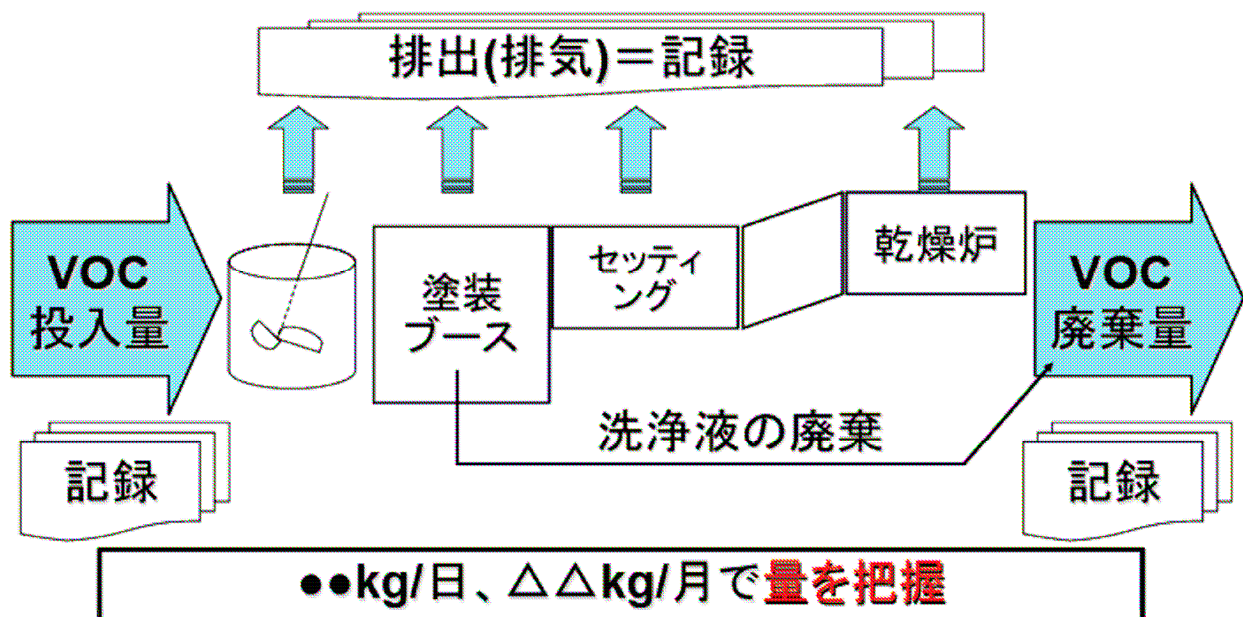 排出(排気)＝記録
VOC
投入量
塗装
ブース
セッティ
ング
乾燥炉
VOC
廃棄量
洗浄液の廃棄
記録
記録
●●kg/日、△△kg/月で量を把握